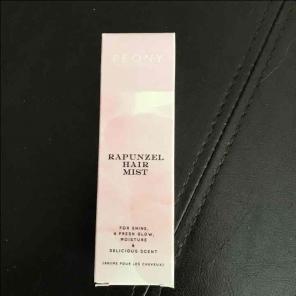 PEONY
RAPUNZEL
HAIR
MIST
FOR SHINE,
A FRESH GLOW,
MOISTURE
&
DELICIOUS SCENT
(BRUME POUR LES CHEVEUX)